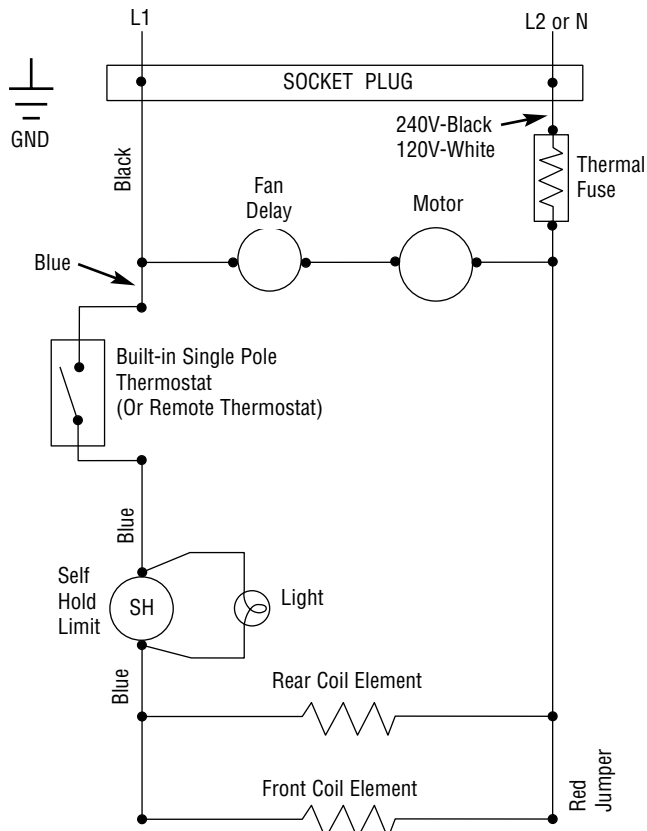 L1
L2 or N
SOCKET PLUG
GND
240V-Black
120V-White
Black
Thermal
Fuse
Fan
Delay
Motor
Blue
Built-in Single Pole
Thermostat
(Or Remote Thermostat)
Blue
Self
Hold
Limit
SH
Light
Blue
Rear Coil Element
Front Coil Element
Red
Jumper